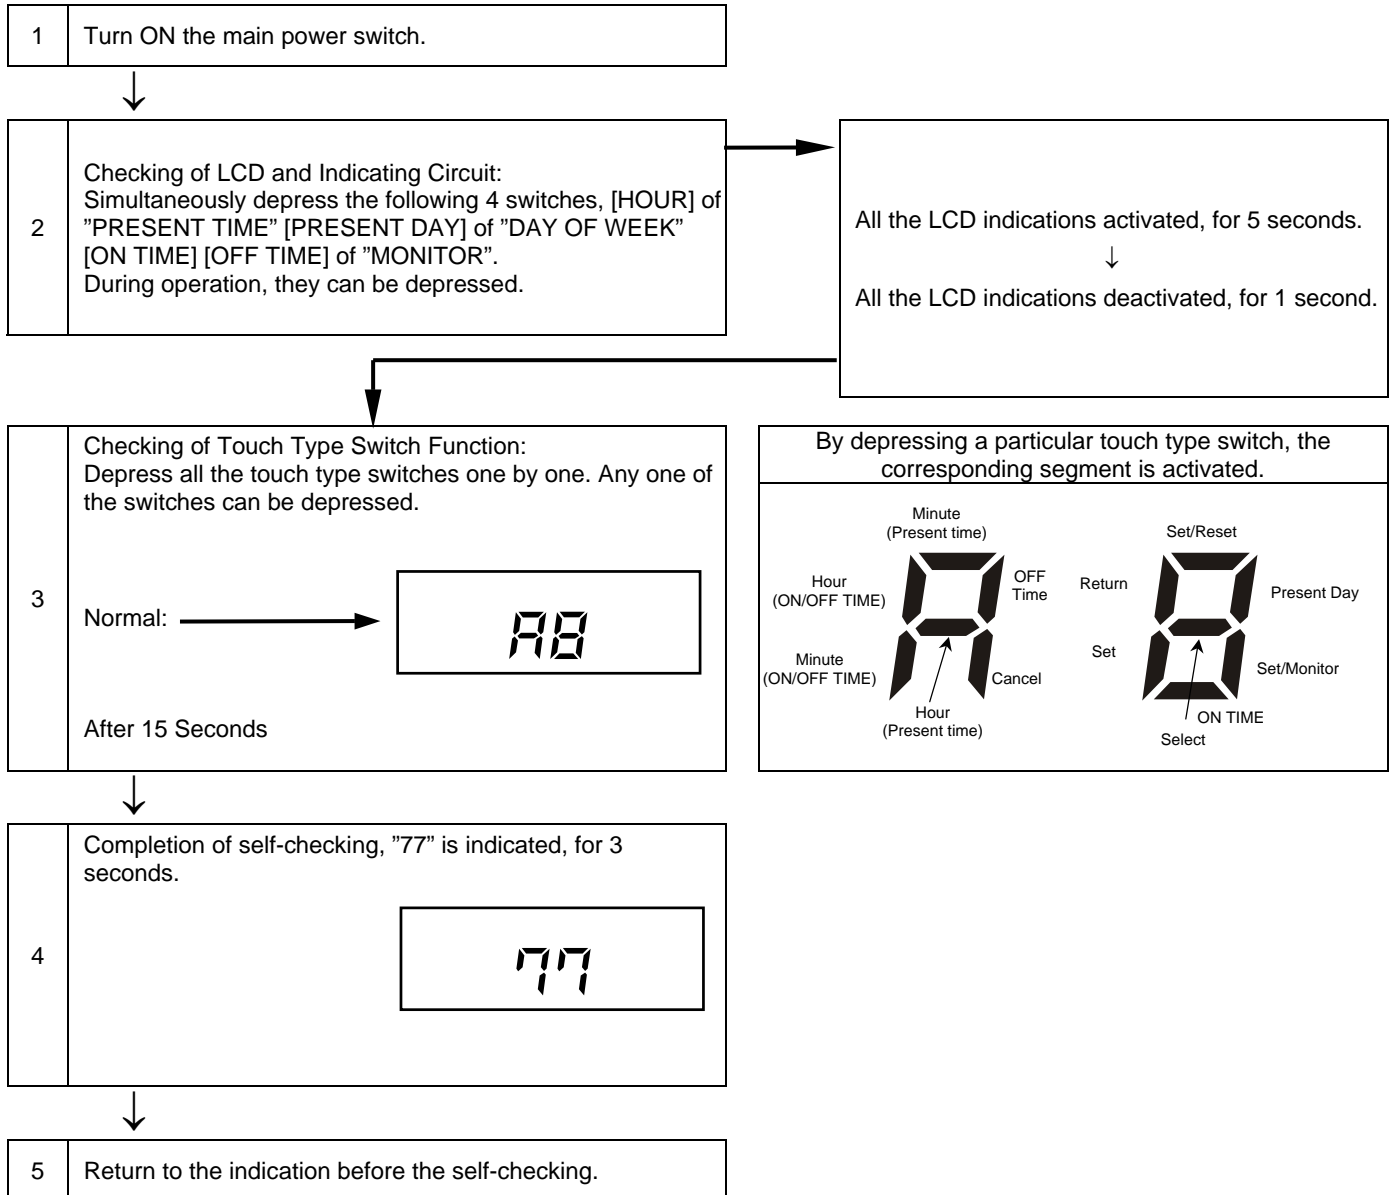 1
Turn ON the main power switch.
↓
2
Checking of LCD and Indicating Circuit:
Simultaneously depress the following 4 switches, [HOUR] of
”PRESENT TIME” [PRESENT DAY] of ”DAY OF WEEK”
[ON TIME] [OFF TIME] of ”MONITOR”.
During operation, they can be depressed.
All the LCD indications activated, for 5 seconds.
↓
All the LCD indications deactivated, for 1 second.
3
Checking of Touch Type Switch Function:
Depress all the touch type switches one by one. Any one of
the switches can be depressed.
Normal:
A8
After 15 Seconds
By depressing a particular touch type switch, the
corresponding segment is activated.
Minute
(Present time)
Hour
(ON/OFF TIME)
OFF
Time
Minute
(ON/OFF TIME)
Cancel
Hour
(Present time)
Set/Reset
Return
Present Day
Set
Set/Monitor
ON TIME
Select
↓
4
Completion of self-checking, ”77” is indicated, for 3
seconds.
77
↓
5
Return to the indication before the self-checking.